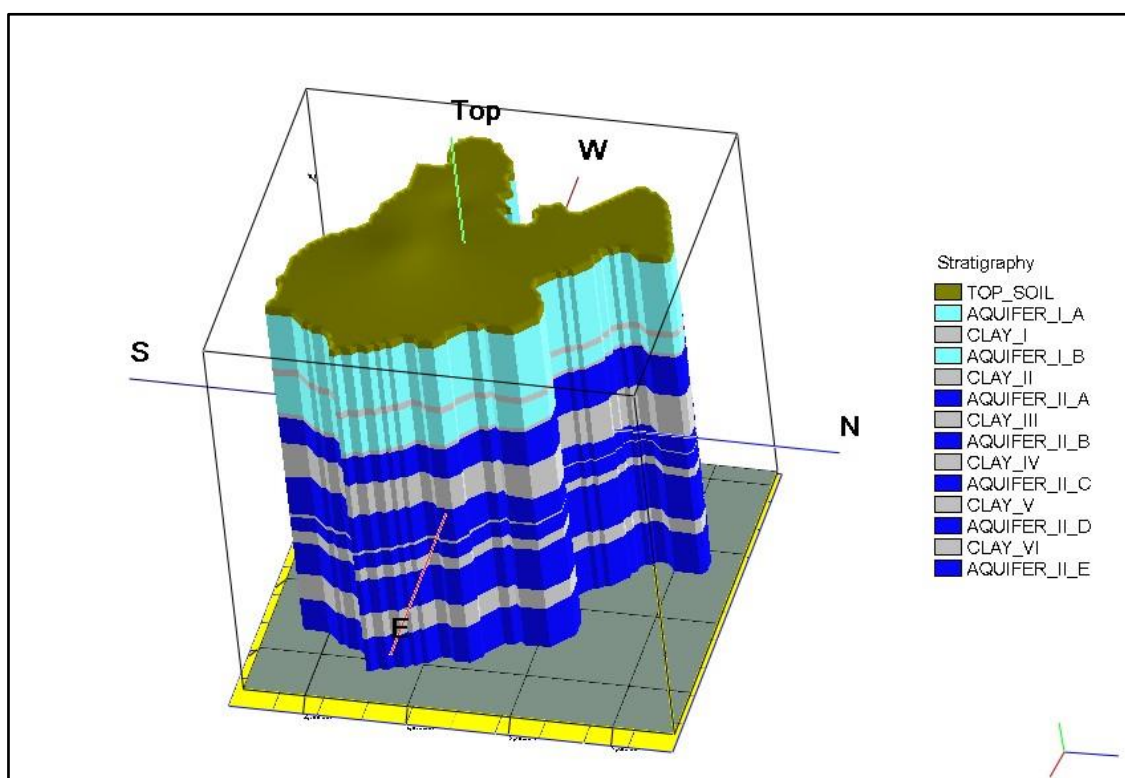 Top
W
S
N
E
Stratigraphy
TOP_SOIL
AQUIFER_I_A
CLAY_I
AQUIFER_I_B
CLAY_II
AQUIFER_II_A
CLAY_III
AQUIFER_II_B
CLAY_IV
AQUIFER_II_C
CLAY_V
AQUIFER_II_D
CLAY_VI
AQUIFER_II_E